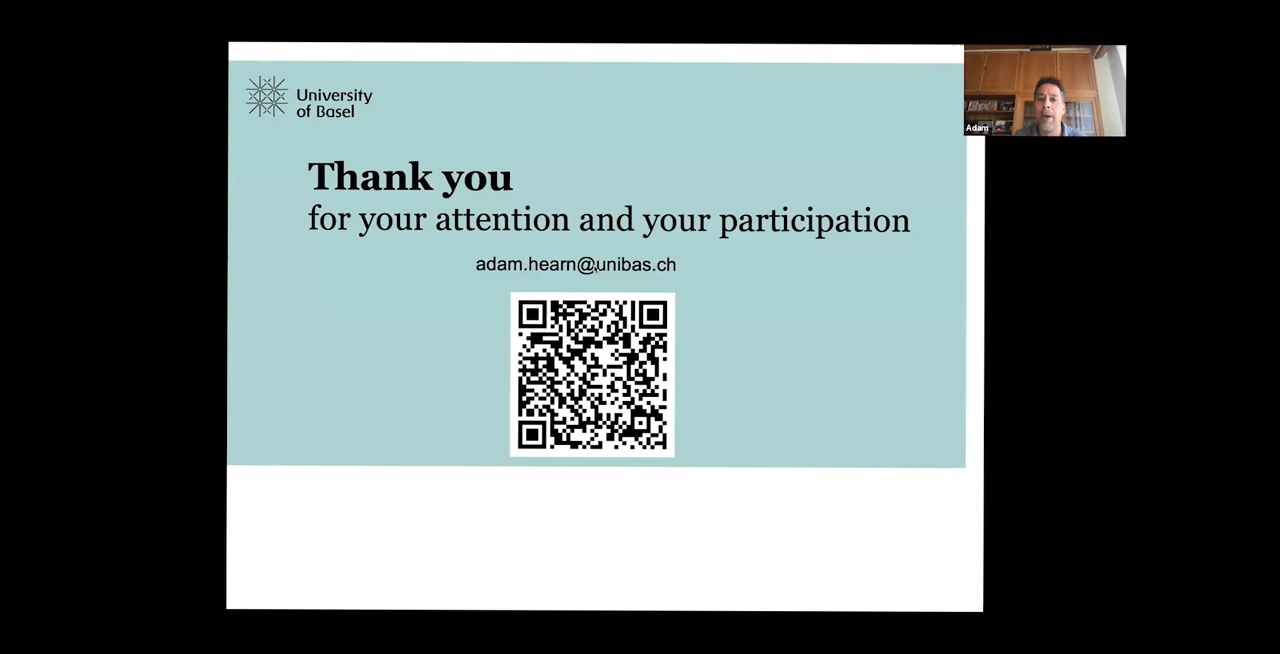 University
of Basel
Adam
Thank you
for your attention and your participation
adam.hearn@unibas.ch